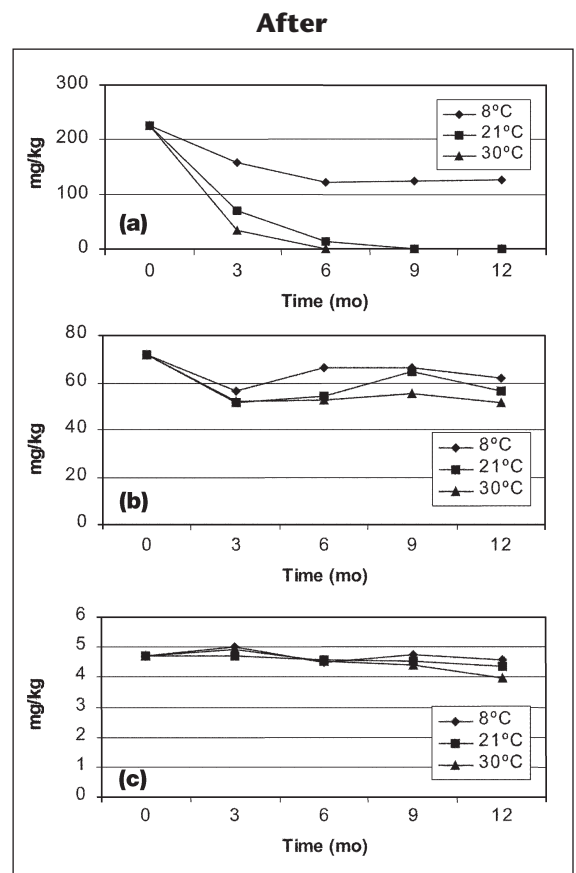 After
300
200
100
0
mg/kg
8°C
21°C
30°C
(a)
0 3 6 9 12
Time (mo)
80
60
40
20
0
mg/kg
8°C
21°C
30°C
(b)
0 3 6 9 12
Time (mo)
6
5
4
3
2
1
0
mg/kg
8°C
21°C
30°C
(c)
0 3 6 9 12
Time (mo)